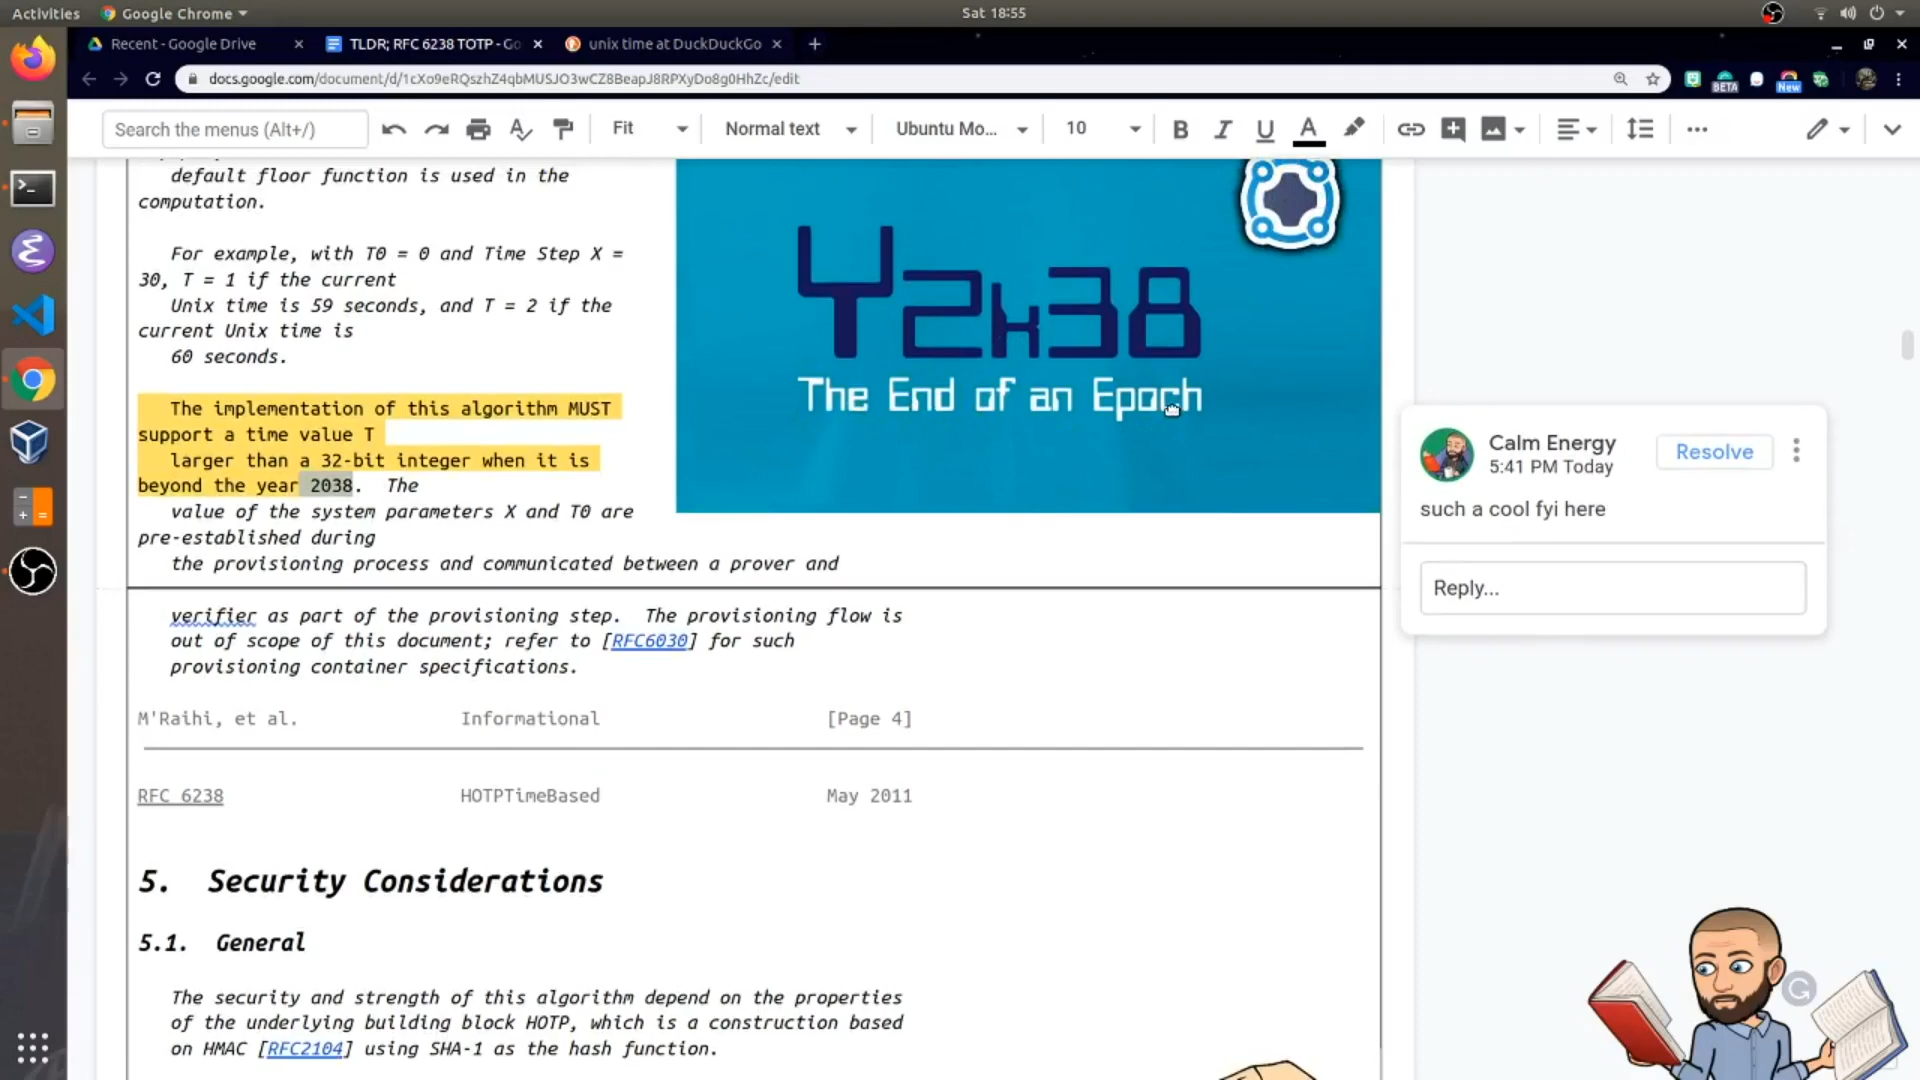 Activities Google Chrome Sat 18:55
Recent - Google Drive TLDR; RFC 6238 TOTP - Go unix time at DuckDuckGo
docs.google.com/document/d/1cXo9eRQszhZ4qbMUSJO3wCZ8BeapJ8RPXyDo8g0HhZc/edit BETA New
Search the menus (Alt+/) Fit Normal text Ubuntu Mo... 10 B I U A
default floor function is used in the
computation.
For example, with T0 = 0 and Time Step X =
30, T = 1 if the current
Unix time is 59 seconds, and T = 2 if the
current Unix time is
60 seconds.
The implementation of this algorithm MUST
support a time value T
larger than a 32-bit integer when it is
beyond the year 2038. The
value of the system parameters X and T0 are
pre-established during
the provisioning process and communicated between a prover and
Y2k38
The End of an Epoch
Calm Energy
5:41 PM Today
Resolve
such a cool fyi here
Reply...
verifier as part of the provisioning step. The provisioning flow is
out of scope of this document; refer to [RFC6030] for such
provisioning container specifications.
M'Raihi, et al. Informational [Page 4]
RFC 6238 HOTPTimeBased May 2011
5. Security Considerations
5.1. General
The security and strength of this algorithm depend on the properties
of the underlying building block HOTP, which is a construction based
on HMAC [RFC2104] using SHA-1 as the hash function.